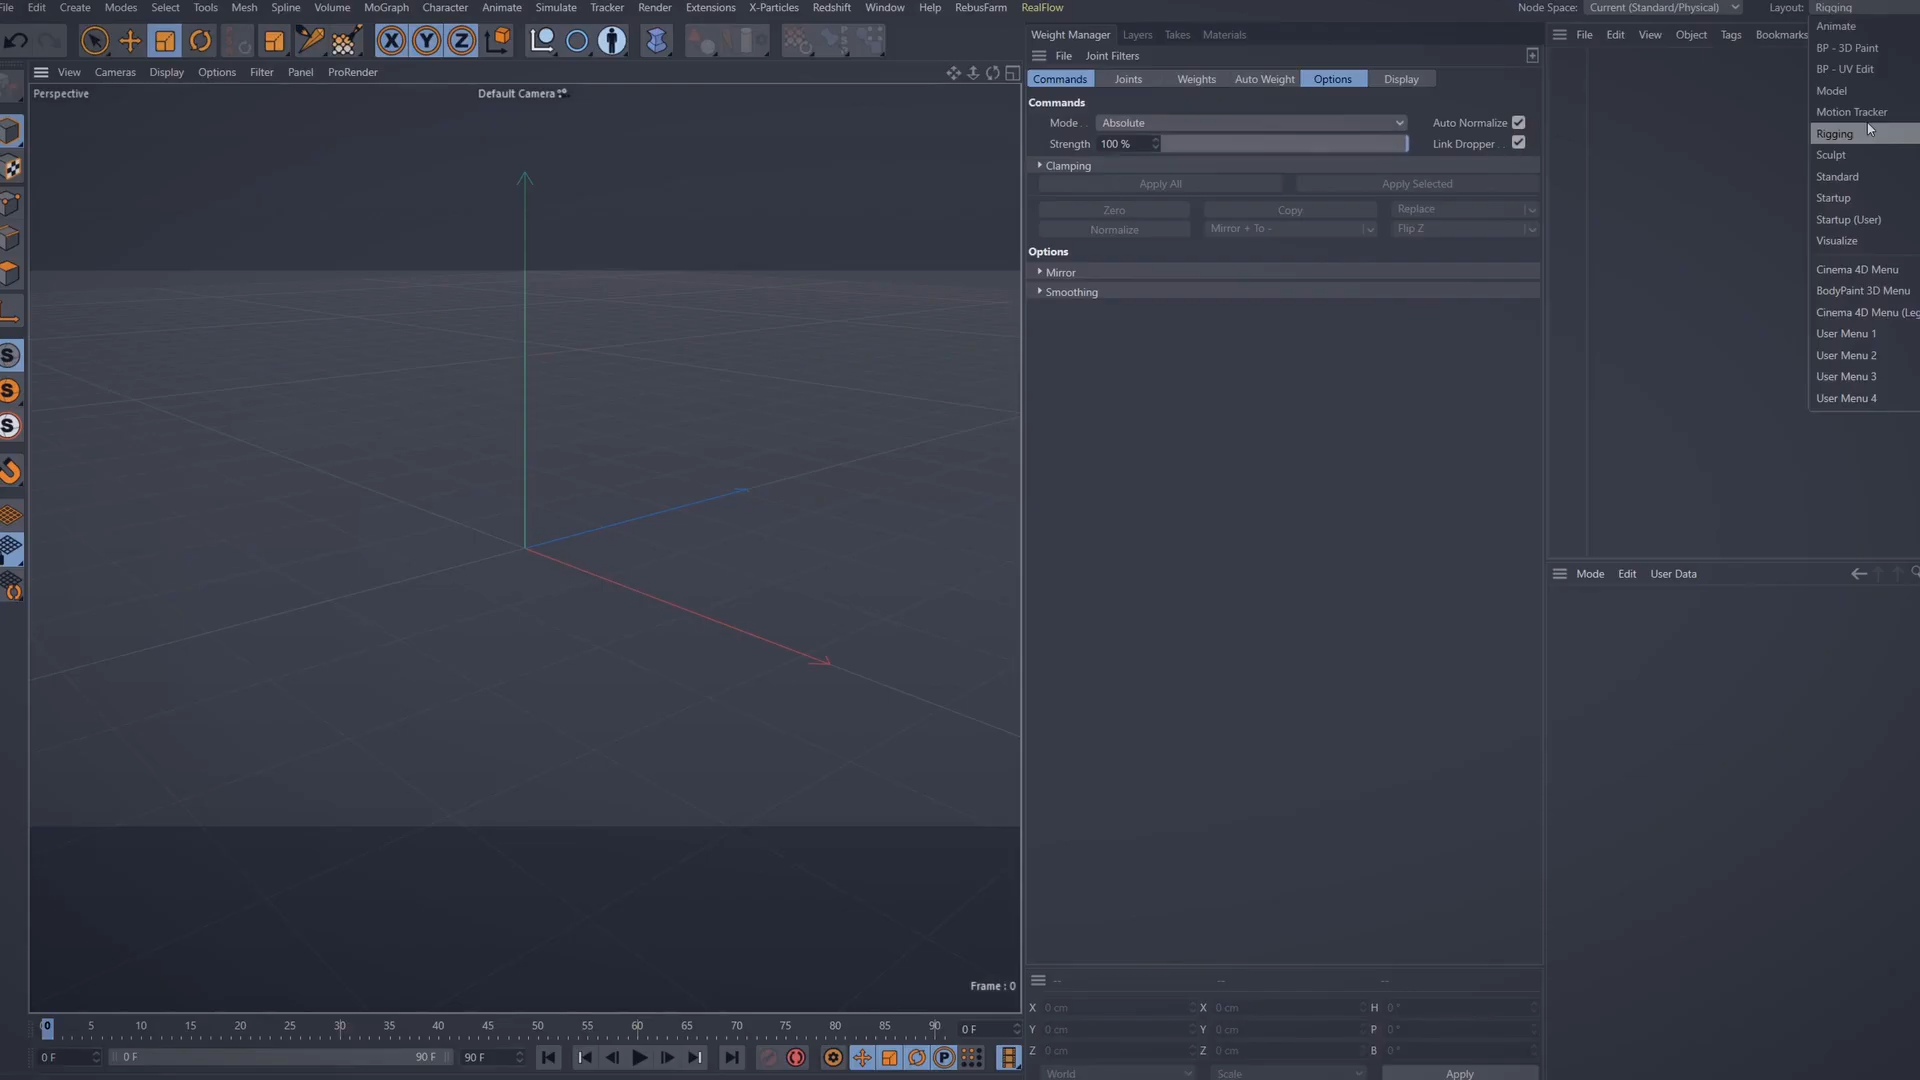 File Edit Create Modes Select Tools Mesh Spline Volume MoGraph Character Animate Simulate Tracker Render Extensions X-Particles Redshift Window Help RebusFarm RealFlow Node Space: Current (Standard/Physical) Layout: Rigging
X Y Z
View Cameras Display Options Filter Panel ProRender
Perspective
Default Camera
Frame : 0
S
S
S
Weight Manager Layers Takes Materials
File Joint Filters
Commands Joints Weights Auto Weight Options Display
Commands
Mode Absolute Auto Normalize
Strength 100 % Link Dropper
Clamping
Apply All Apply Selected
Zero Copy Replace
Normalize Mirror + To - Flip Z
Options
Mirror
Smoothing
File Edit View Object Tags Bookmarks
Animate
BP - 3D Paint
BP - UV Edit
Model
Motion Tracker
Rigging
Sculpt
Standard
Startup
Startup (User)
Visualize
Cinema 4D Menu
BodyPaint 3D Menu
Cinema 4D Menu (Leg
User Menu 1
User Menu 2
User Menu 3
User Menu 4
Mode Edit User Data
-- -- --
X 0 cm X 0 cm H 0 °
Y 0 cm Y 0 cm P 0 °
Z 0 cm Z 0 cm B 0 °
World Scale Apply
0 5 10 15 20 25 30 35 40 45 50 55 60 65 70 75 80 85 90 0 F
0 F 0 F 90 F 90 F P